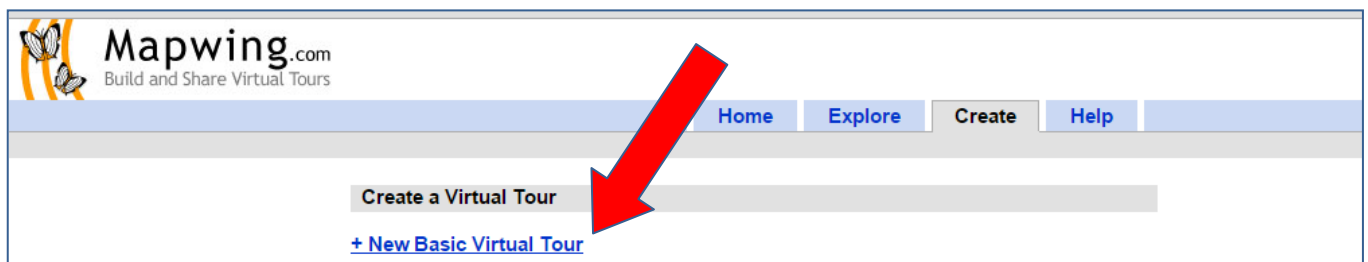 Mapwing.com
Build and Share Virtual Tours
Home Explore Create Help
Create a Virtual Tour
+ New Basic Virtual Tour